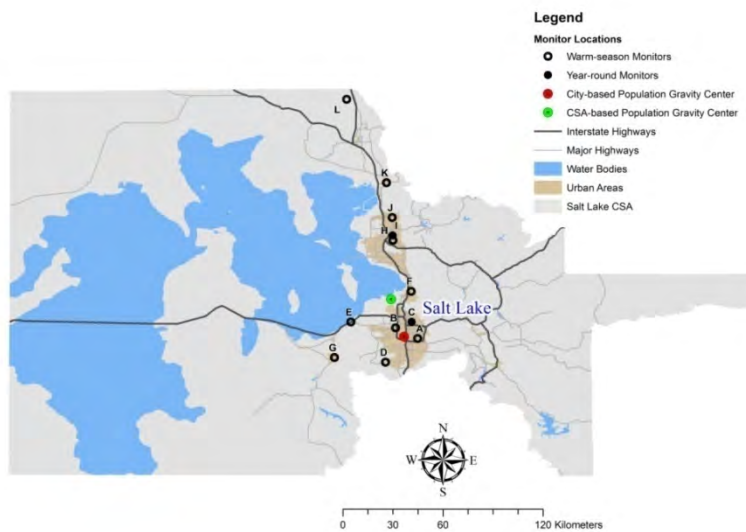 Legend
Monitor Locations
Warm-season Monitors
Year-round Monitors
City-based Population Gravity Center
CSA-based Population Gravity Center
Interstate Highways
Major Highways
Water Bodies
Urban Areas
Salt Lake CSA
L
K
J
I
H
F
Salt Lake
E
C
B
A
G
D
N
W E
S
0 30 60 120 Kilometers